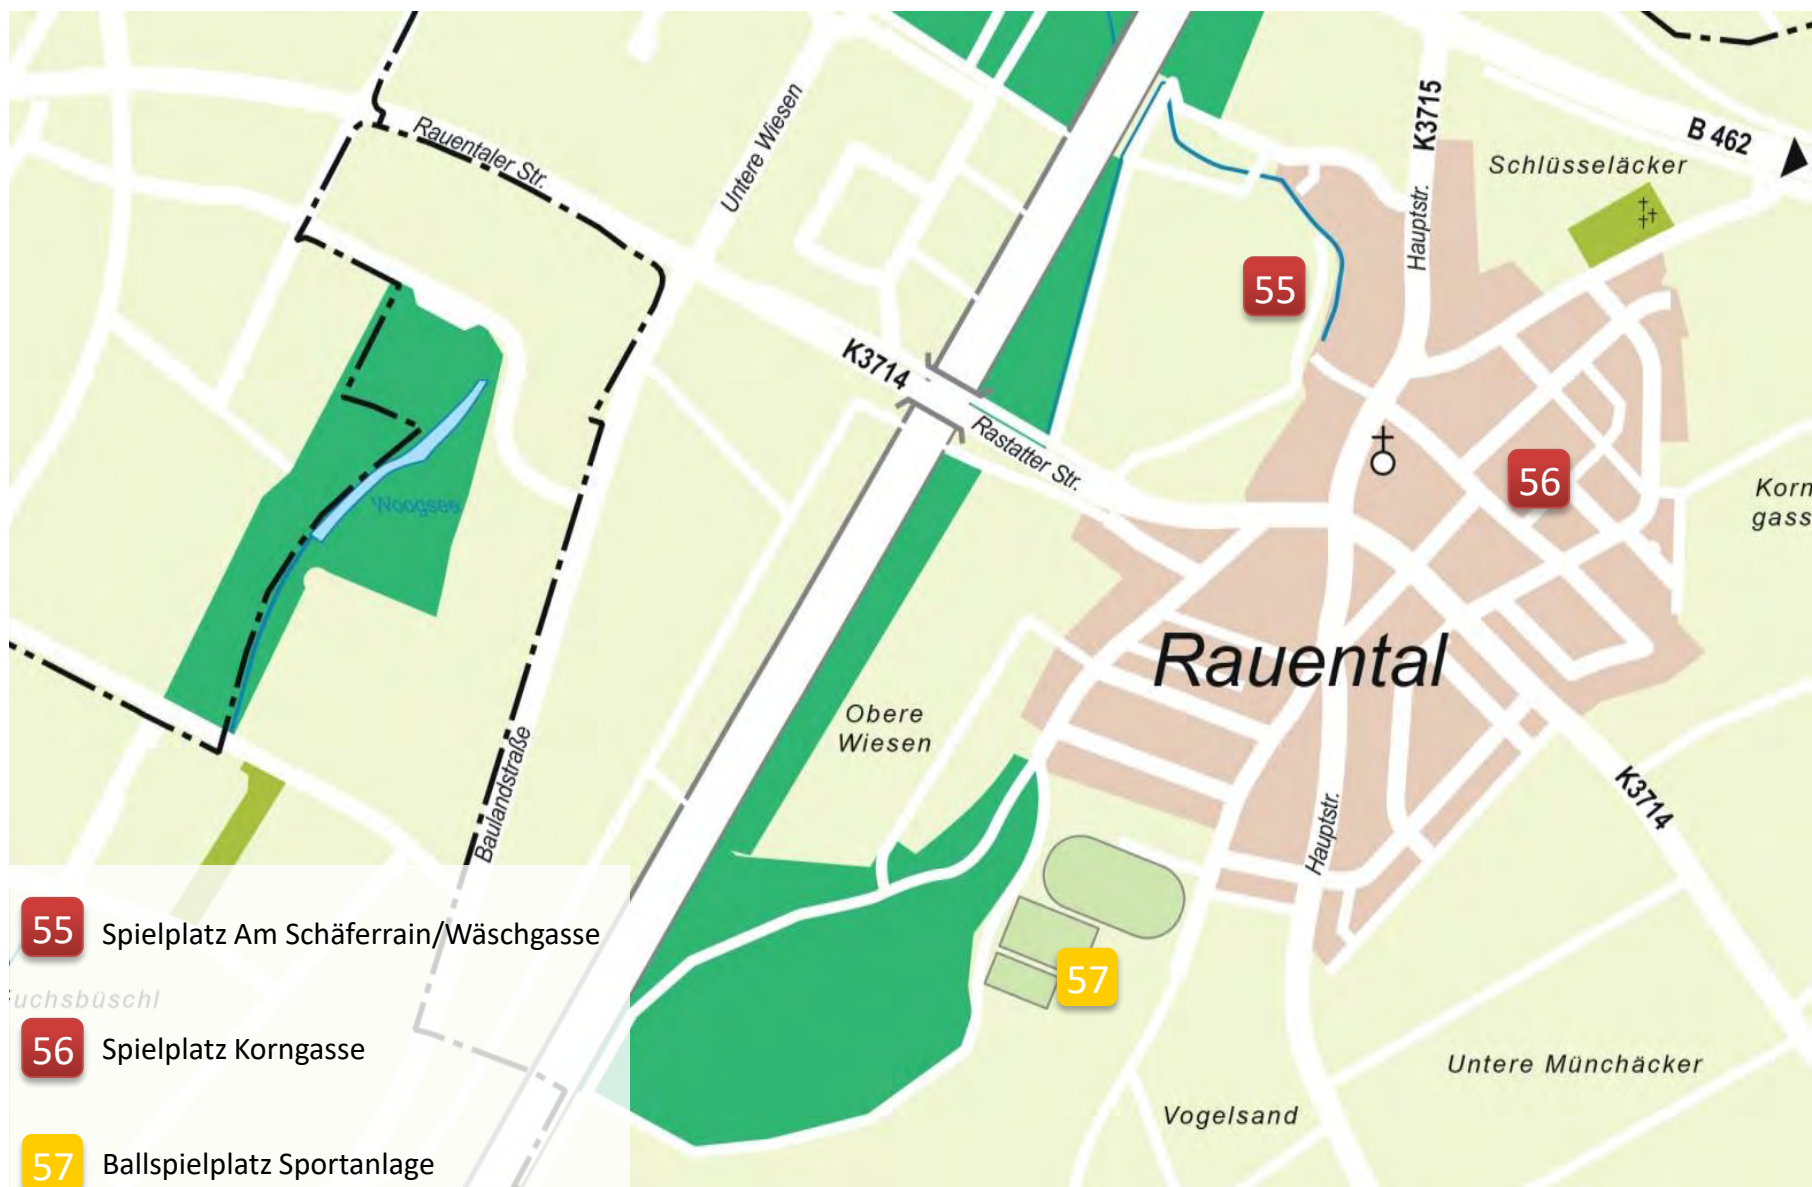 Rauentaler Str.
Untere Wiesen
K3715
B 462
Schlüsseläcker
Hauptstr.
55
K3714
Rastatter Str.
56
Korn
gass
Woogsee
Rauental
Obere
Wiesen
Baulandstraße
K3714
Hauptstr.
57
55 Spielplatz Am Schäferrain/Wäschgasse
uchsbüschl
56 Spielplatz Korngasse
Untere Münchäcker
Vogelsand
57 Ballspielplatz Sportanlage